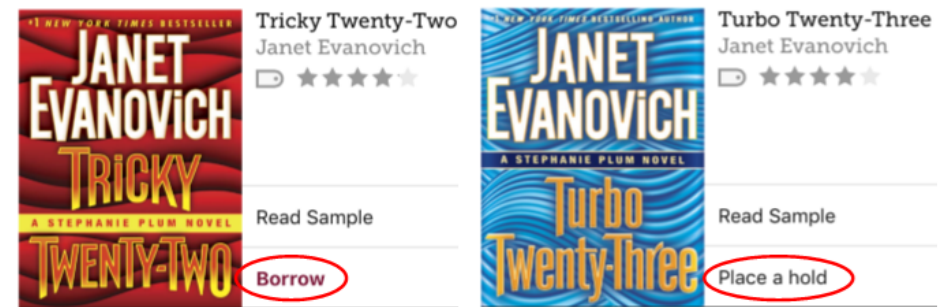 #1 NEW YORK TIMES BESTSELLER
JANET
EVANOVICH
TRICKY
A STEPHANIE PLUM NOVEL
TWENTY-TWO
Tricky Twenty-Two
Janet Evanovich
Read Sample
Borrow
#1 NEW YORK TIMES BESTSELLING AUTHOR
JANET
EVANOVICH
A STEPHANIE PLUM NOVEL
Turbo
Twenty-Three
Turbo Twenty-Three
Janet Evanovich
Read Sample
Place a hold